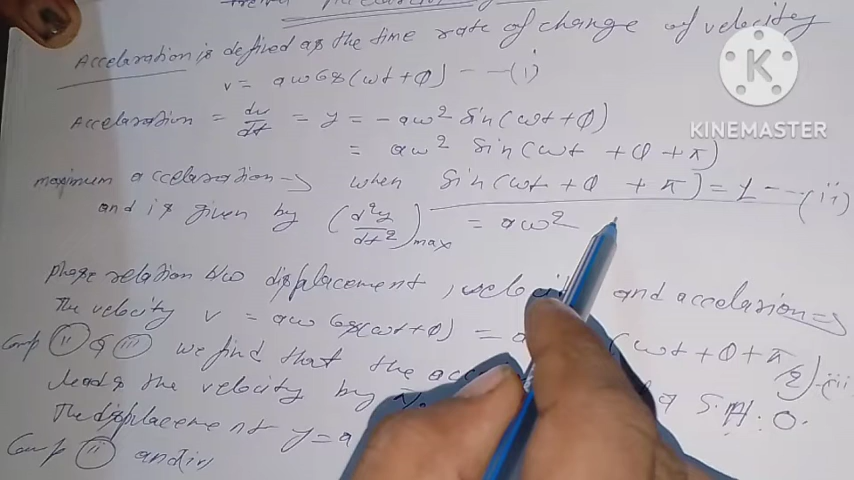 Accelaration is defined as the time rate of change of velocity
v = aω Cos(ωt + φ) - - - (i)
Accelaration = dv/dt = y = -aω² Sin(ωt + φ)
= aω² Sin(ωt + φ + π)
maximum accelaration → when Sin(ωt + φ + π) = 1 - - - (ii)
and is given by (d²y/dt²)max = aω²
phase relation b/w displacement, velocity and accelaration ⇒
The velocity v = aω Cos(ωt + φ) = a (ωt + φ + π/2) - (iii
Comp (ii) & (iii) we find that the acc
leads the velocity by π/ of S.H.O.
The displacement y = a
Comp (ii) and
K
KINEMASTER